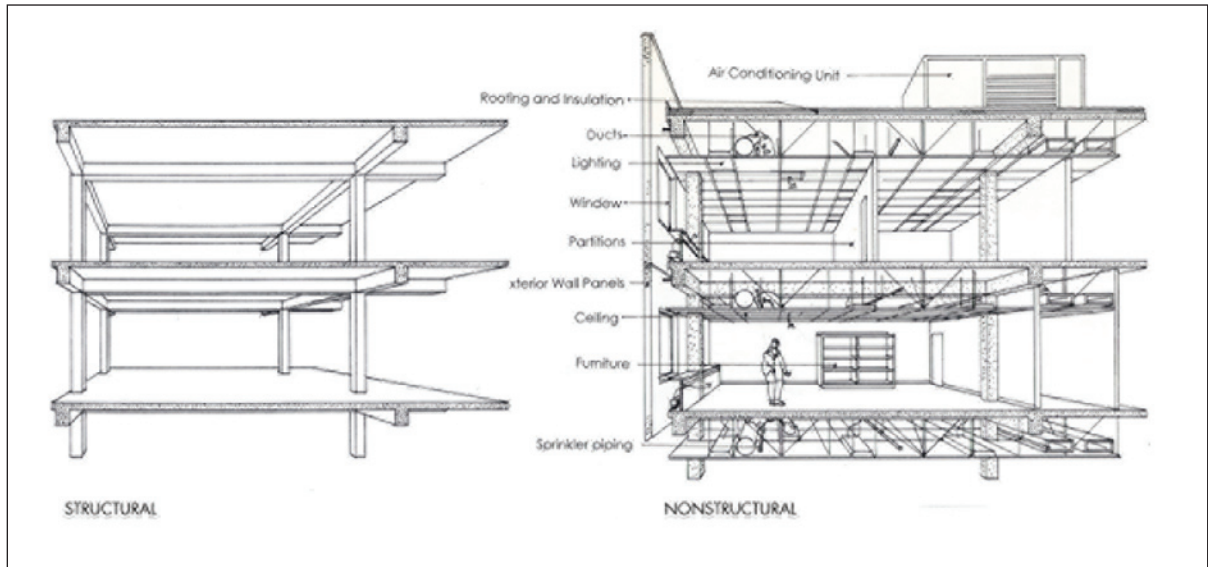 Air Conditioning Unit
Roofing and Insulation
Ducts
Lighting
Window
Partitions
xterior Wall Panels
Ceiling
Furniture
Sprinkler piping
STRUCTURAL
NONSTRUCTURAL